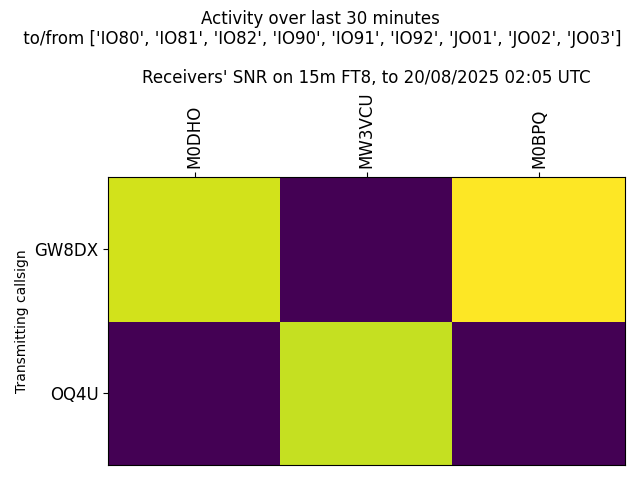 Activity over last 30 minutes
to/from ['IO80', 'IO81', 'IO82', 'IO90', 'IO91', 'IO92', 'JO01', 'JO02', 'JO03']
Receivers' SNR on 15m FT8, to 20/08/2025 02:05 UTC
M0DHO
MW3VCU
M0BPQ
GW8DX
OQ4U
Transmitting callsign